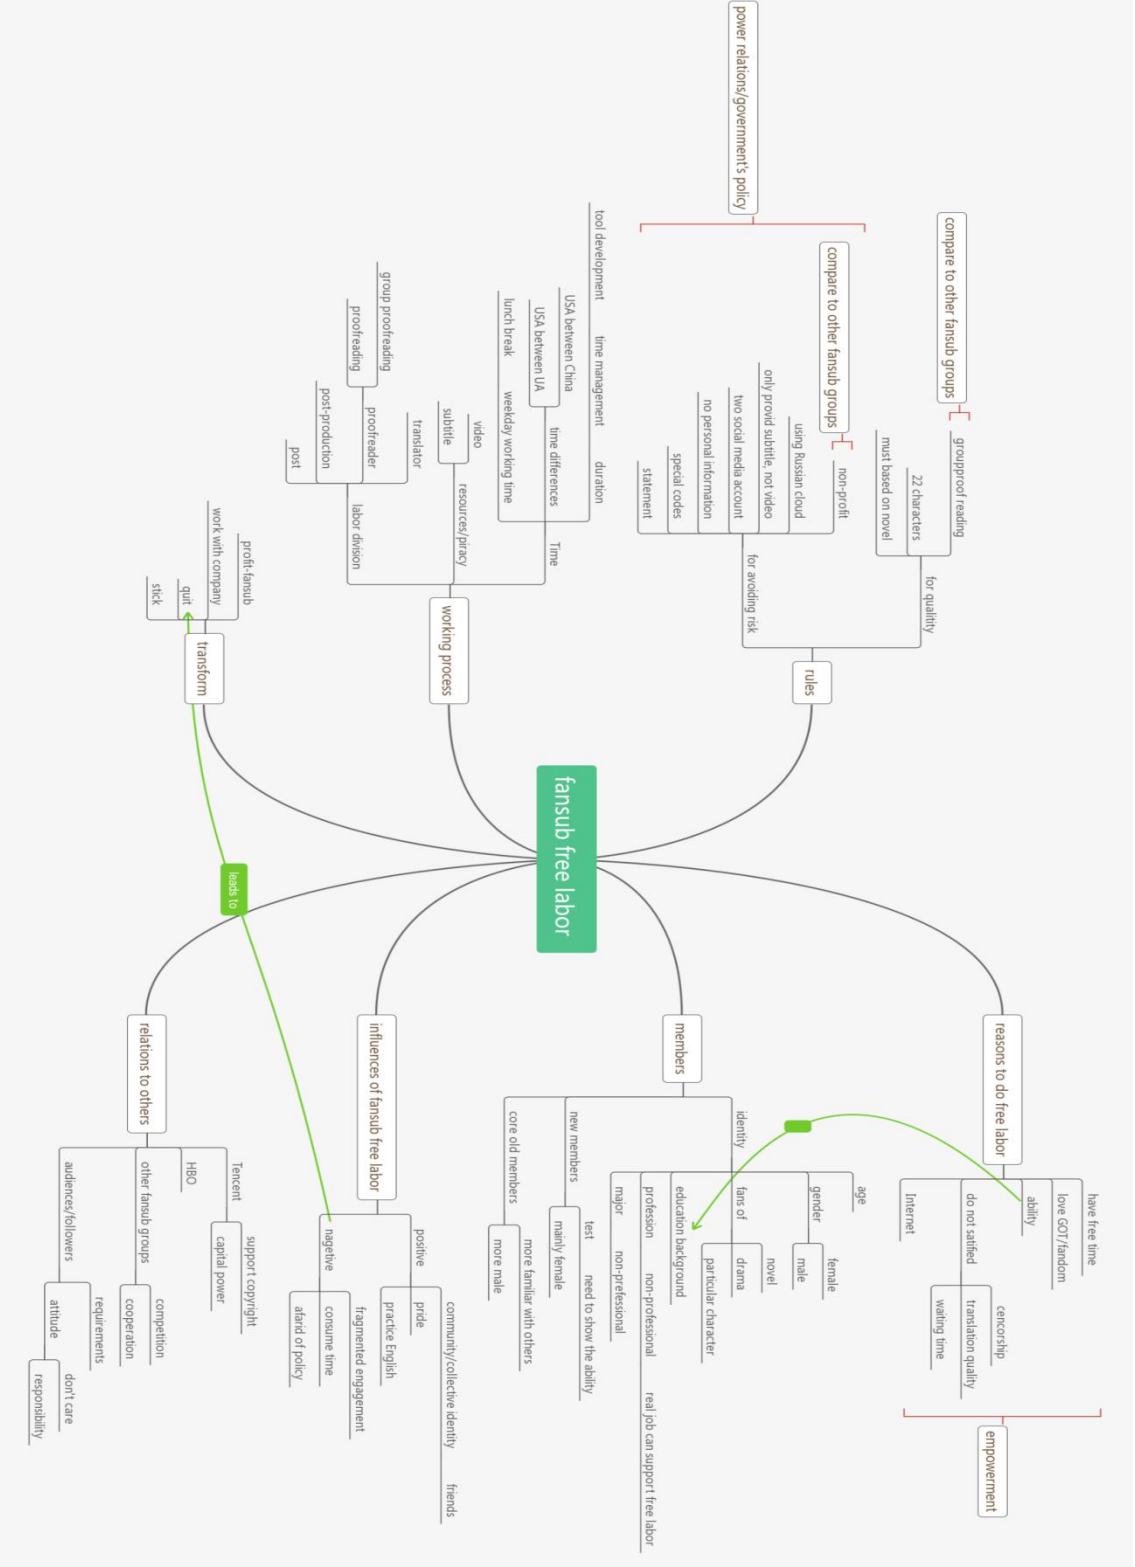 fansub free labor
reasons to do free labor
have free time
love GOT/fandom
ability
do not satified
cencorship
translation quality
waiting time
Internet
empowerment
members
identity
age
gender
female
male
fans of
novel
drama
particular character
education background
profession
non-professional
real job can support free labor
major
non-prefessional
new members
test
need to show the ability
mainly female
core old members
more familiar with others
more male
influences of fansub free labor
positive
community/collective identity
friends
pride
practice English
nagetive
fragmented engagement
consume time
afarid of policy
relations to others
Tencent
support copyright
capital power
HBO
other fansub groups
competition
cooperation
audiences/followers
requirements
attitude
don't care
responsibility
rules
for qualitity
groupproof reading
22 characters
must based on novel
compare to other fansub groups
for avoiding risk
non-profit
using Russian cloud
only provid subtitle, not video
two social media account
no personal information
special codes
statement
compare to other fansub groups
power relations/government's policy
working process
Time
duration
time management
tool development
time differences
USA between China
USA between UA
weekday working time
lunch break
resources/piracy
video
subtitle
labor division
translator
proofreader
group proofreading
proofreading
post-production
post
transform
profit-fansub
work with company
quit
stick
leads to